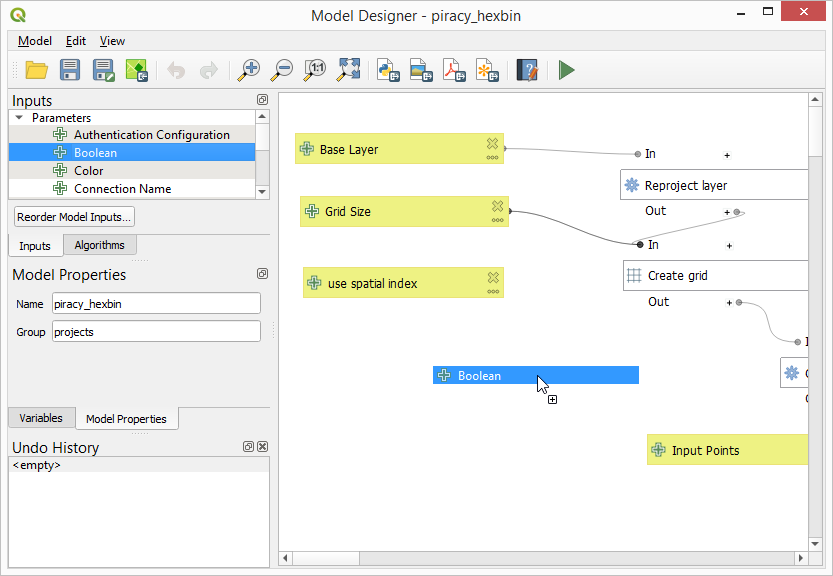 Model Designer - piracy_hexbin
Model Edit View
1:1
Inputs
Parameters
Authentication Configuration
Boolean
Color
Connection Name
Reorder Model Inputs...
Inputs Algorithms
Model Properties
Name piracy_hexbin
Group projects
Variables Model Properties
Undo History
<empty>
Base Layer
In
Reproject layer
Grid Size
Out
In
Create grid
use spatial index
Out
Boolean
Input Points